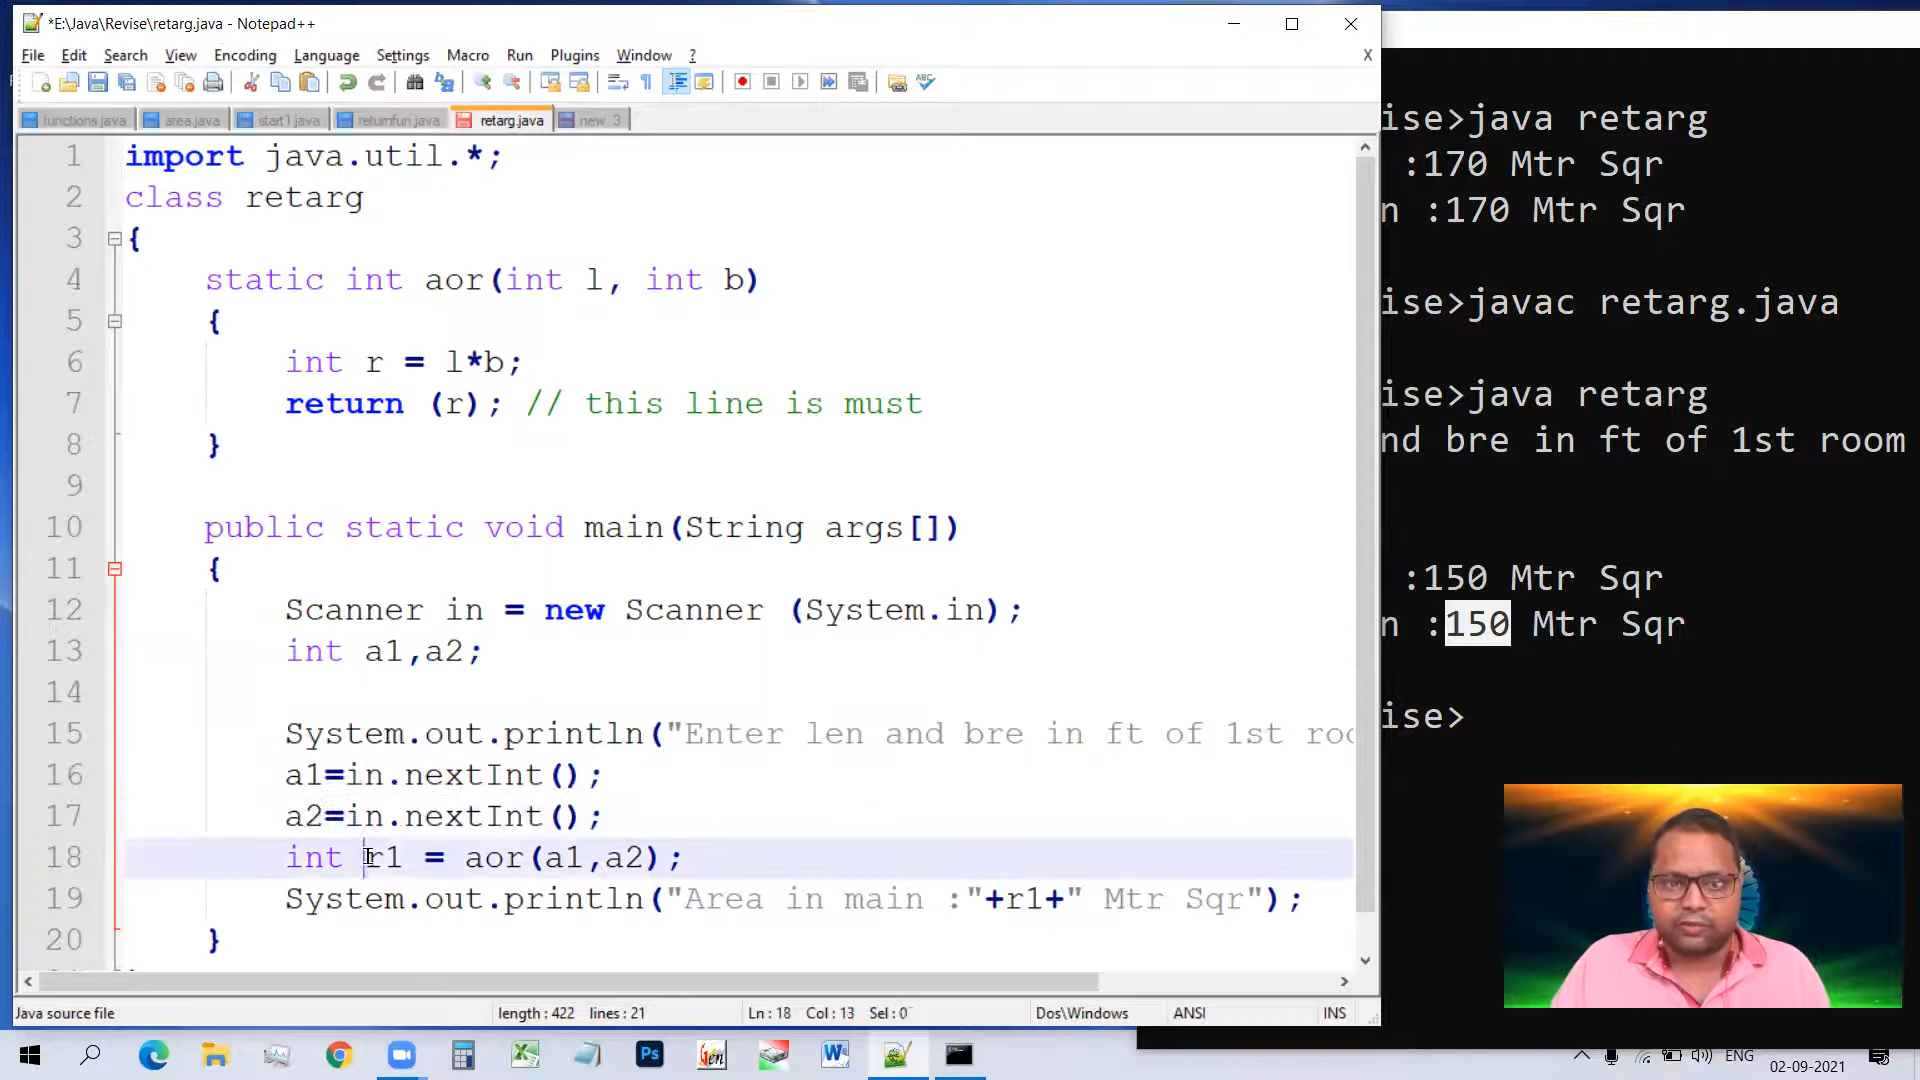 *E:\Java\Revise\retarg.java - Notepad++
File Edit Search View Encoding Language Settings Macro Run Plugins Window ? X
functions.java area.java start1.java returnfun.java retarg.java new 3
1 import java.util.*;
2 class retarg
3 {
4 static int aor(int l, int b)
5 {
6 int r = l*b;
7 return (r); // this line is must
8 }
9
10 public static void main(String args[])
11 {
12 Scanner in = new Scanner (System.in);
13 int a1,a2;
14
15 System.out.println("Enter len and bre in ft of 1st roo
16 a1=in.nextInt();
17 a2=in.nextInt();
18 int r1 = aor(a1,a2);
19 System.out.println("Area in main :"+r1+" Mtr Sqr");
20 }
Java source file length : 422 lines : 21 Ln : 18 Col : 13 Sel : 0 Dos\Windows ANSI INS
ise>java retarg
:170 Mtr Sqr
n :170 Mtr Sqr
ise>javac retarg.java
ise>java retarg
nd bre in ft of 1st room
:150 Mtr Sqr
n :150 Mtr Sqr
ise>
Ps Gen W
ENG
02-09-2021